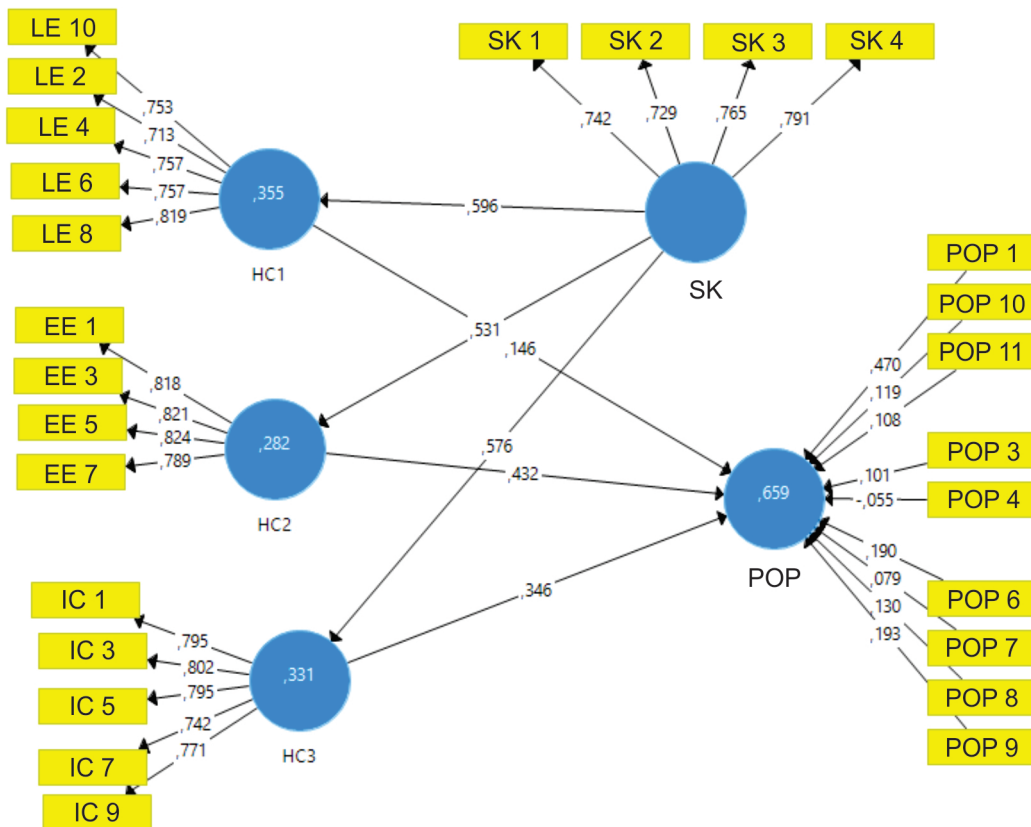 LE 10
LE 2
LE 4
LE 6
LE 8
,753
,713
,757
,757
,819
,355
HC1
SK 1
SK 2
SK 3
SK 4
,742
,729
,765
,791
SK
,596
,531
,146
,576
EE 1
EE 3
EE 5
EE 7
,818
,821
,824
,789
,282
HC2
,432
POP 1
POP 10
POP 11
POP 3
POP 4
,470
,119
,108
,101
-,055
,659
POP
,190
,079
,130
,193
POP 6
POP 7
POP 8
POP 9
,346
IC 1
IC 3
IC 5
IC 7
IC 9
,795
,802
,795
,742
,771
,331
HC3